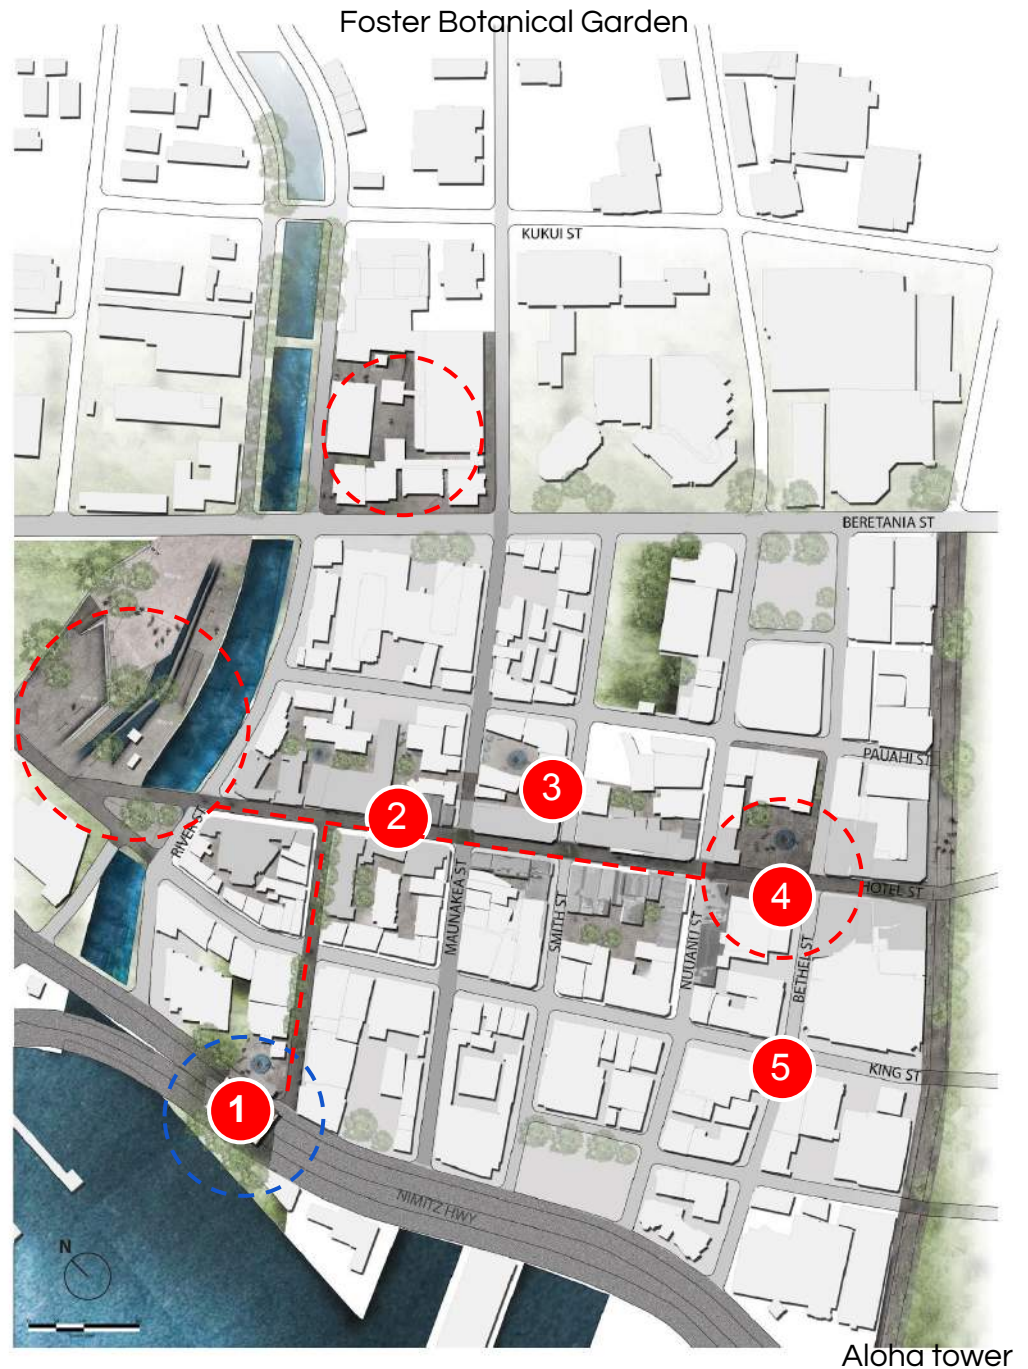 Foster Botanical Garden
KUKUI ST
BERETANIA ST
PAUAHI ST
3
2
RIVER ST
HOTEL ST
4
MAUNAKEA ST
SMITH ST
NUUANU ST
BETHEL ST
5
KING ST
1
NIMITZ HWY
N
Aloha tower